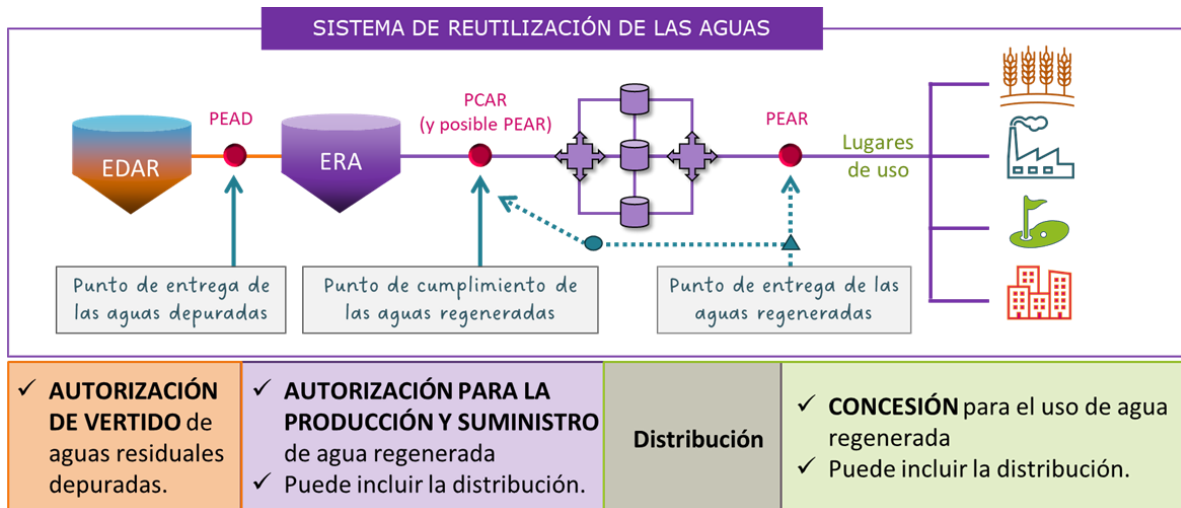 SISTEMA DE REUTILIZACIÓN DE LAS AGUAS
PEAD
PCAR
(y posible PEAR)
PEAR
EDAR
ERA
Lugares
de uso
Punto de entrega de
las aguas depuradas
Punto de cumplimiento de
las aguas regeneradas
Punto de entrega de las
aguas regeneradas
✓ AUTORIZACIÓN
DE VERTIDO de
aguas residuales
depuradas.
✓ AUTORIZACIÓN PARA LA
PRODUCCIÓN Y SUMINISTRO
de agua regenerada
✓ Puede incluir la distribución.
Distribución
✓ CONCESIÓN para el uso de agua
regenerada
✓ Puede incluir la distribución.